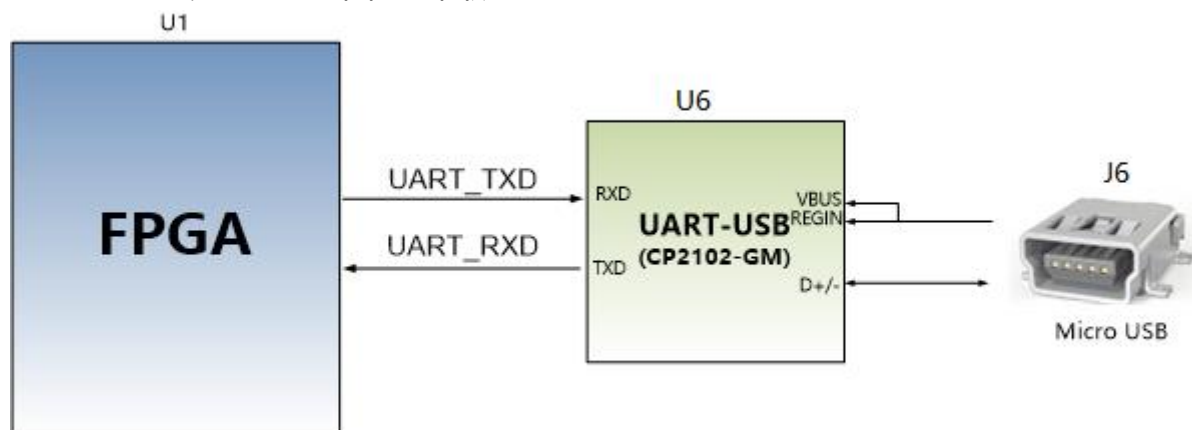 U1
FPGA
UART_TXD
UART_RXD
U6
RXD
TXD
UART-USB
(CP2102-GM)
VBUS
REGIN
D+/-
J6
Micro USB